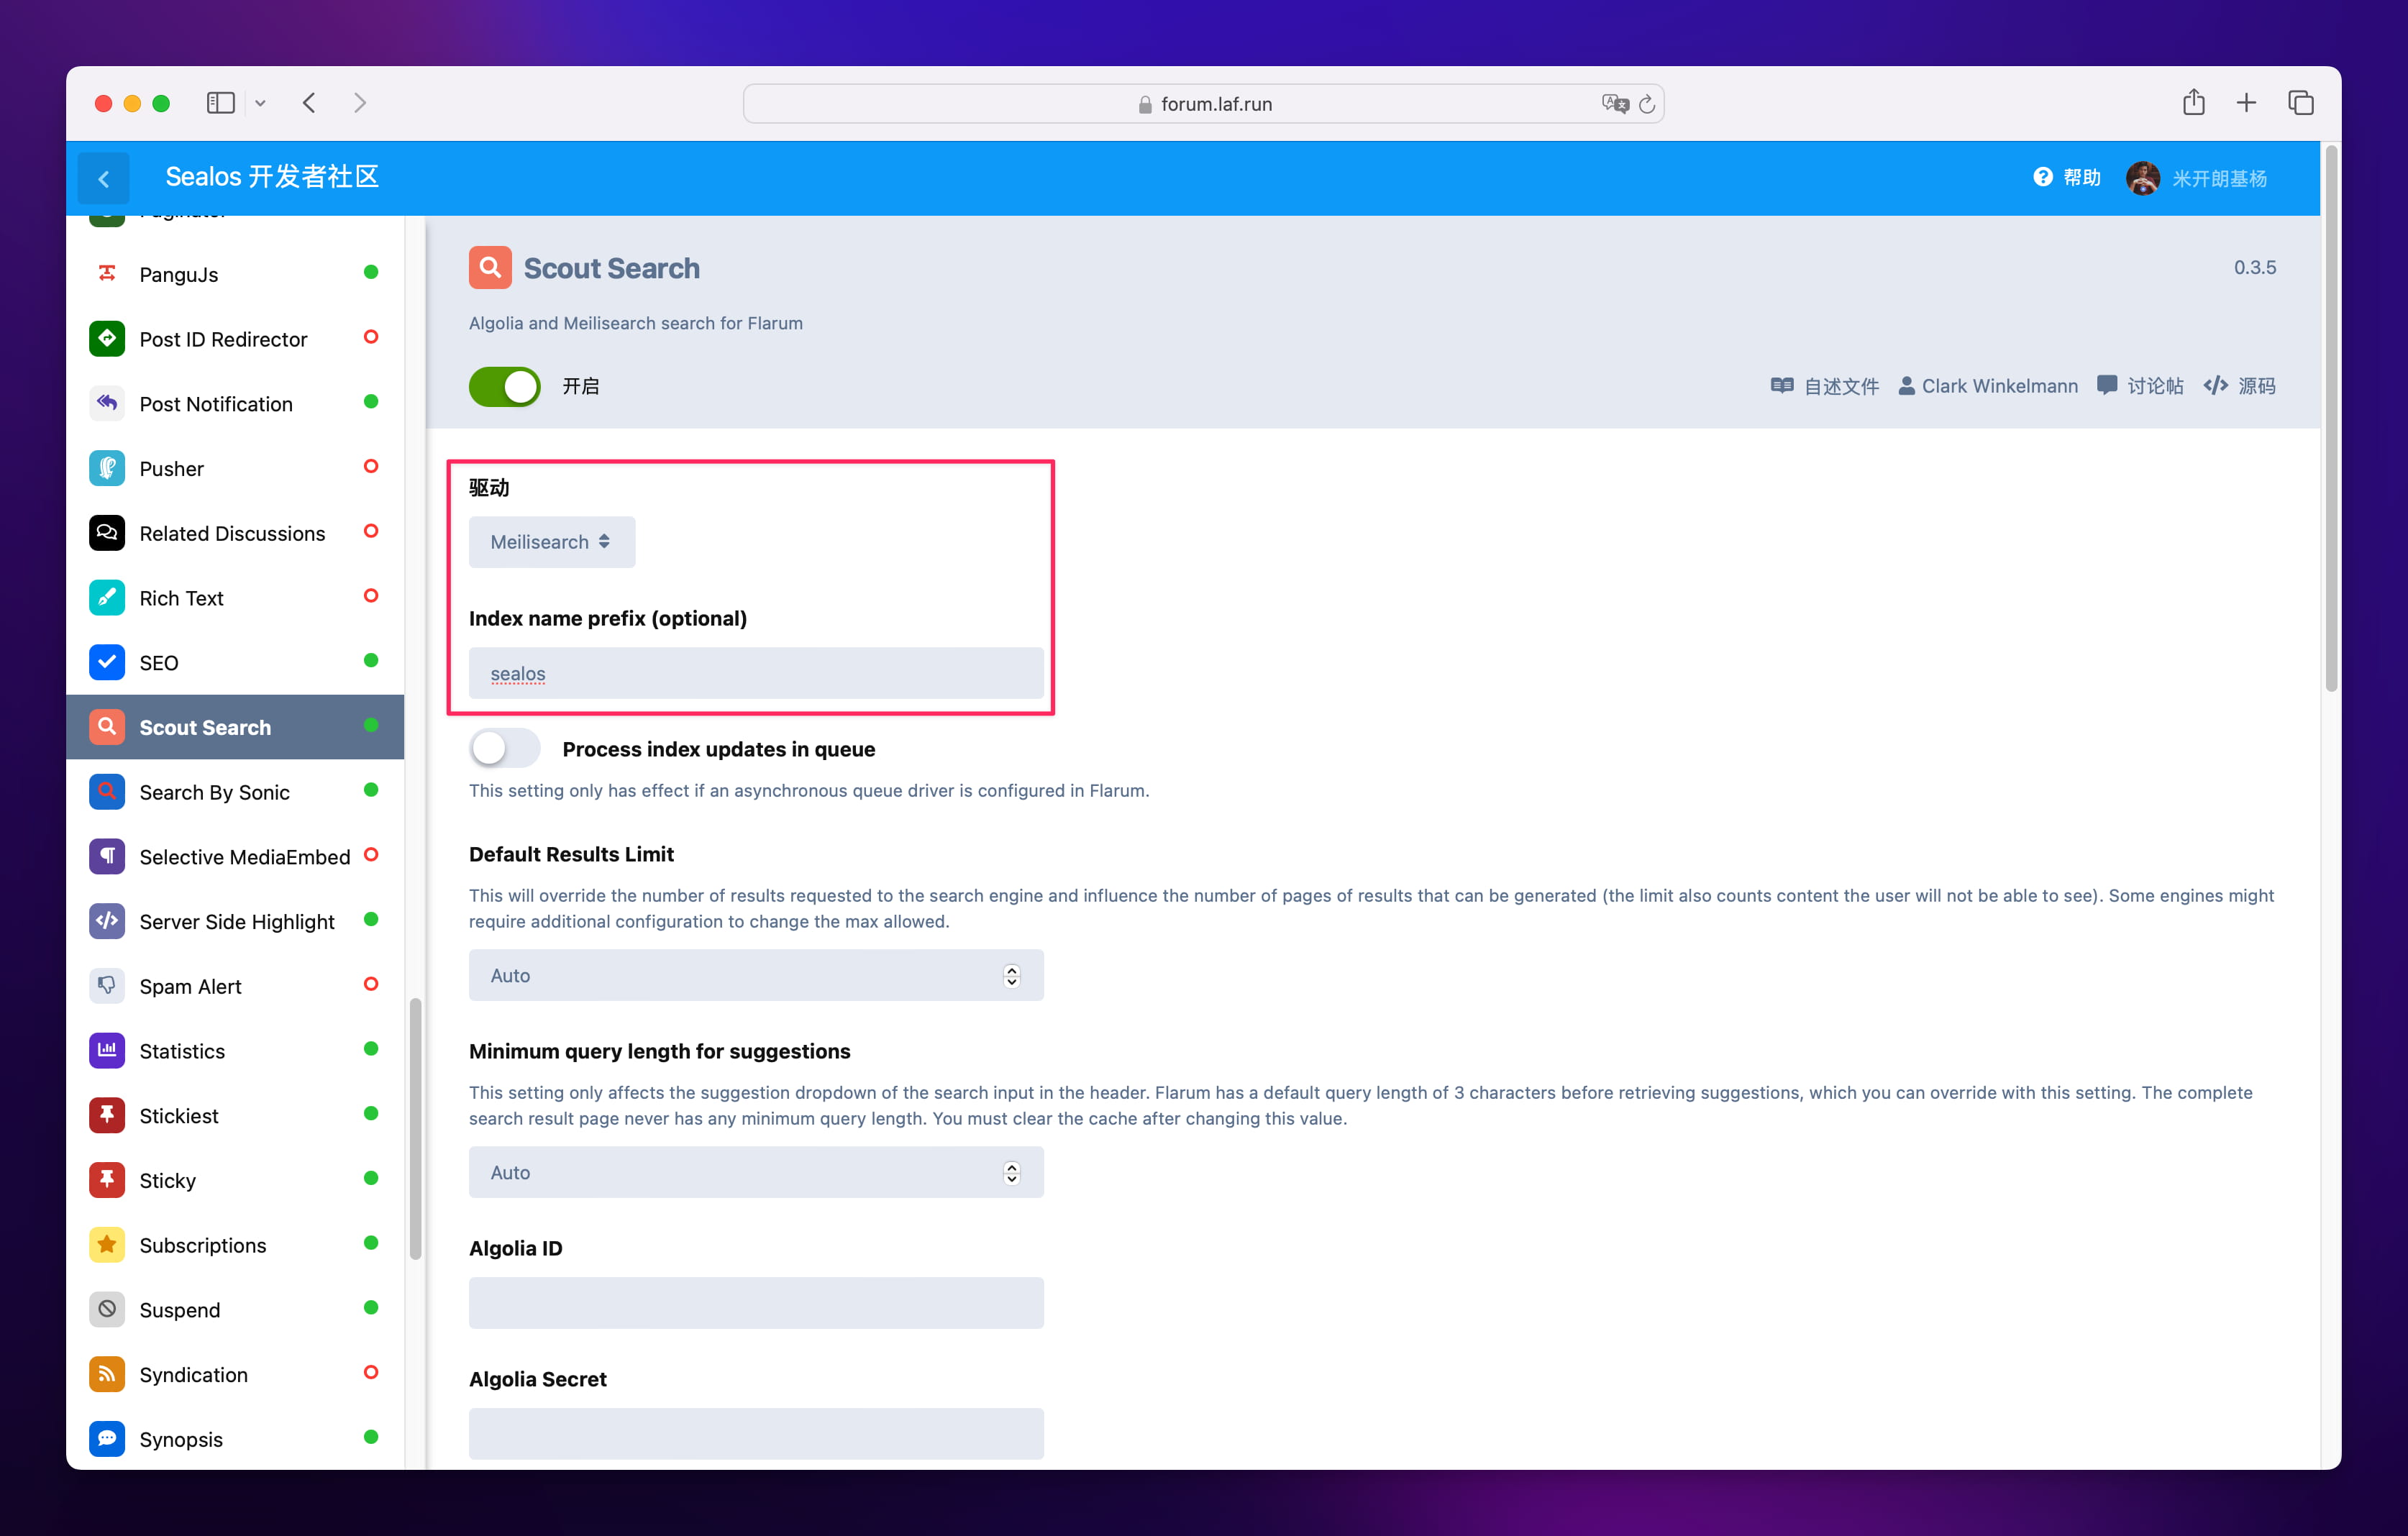 forum.laf.run
Sealos 开发者社区
帮助
米开朗基杨
Paginator
PanguJs
Post ID Redirector
Post Notification
Pusher
Related Discussions
Rich Text
SEO
Scout Search
Search By Sonic
Selective MediaEmbed
Server Side Highlight
Spam Alert
Statistics
Stickiest
Sticky
Subscriptions
Suspend
Syndication
Synopsis
Scout Search
0.3.5
Algolia and Meilisearch search for Flarum
开启
自述文件
Clark Winkelmann
讨论帖
源码
驱动
Meilisearch
Index name prefix (optional)
sealos
Process index updates in queue
This setting only has effect if an asynchronous queue driver is configured in Flarum.
Default Results Limit
This will override the number of results requested to the search engine and influence the number of pages of results that can be generated (the limit also counts content the user will not be able to see). Some engines might
require additional configuration to change the max allowed.
Auto
Minimum query length for suggestions
This setting only affects the suggestion dropdown of the search input in the header. Flarum has a default query length of 3 characters before retrieving suggestions, which you can override with this setting. The complete
search result page never has any minimum query length. You must clear the cache after changing this value.
Auto
Algolia ID
Algolia Secret